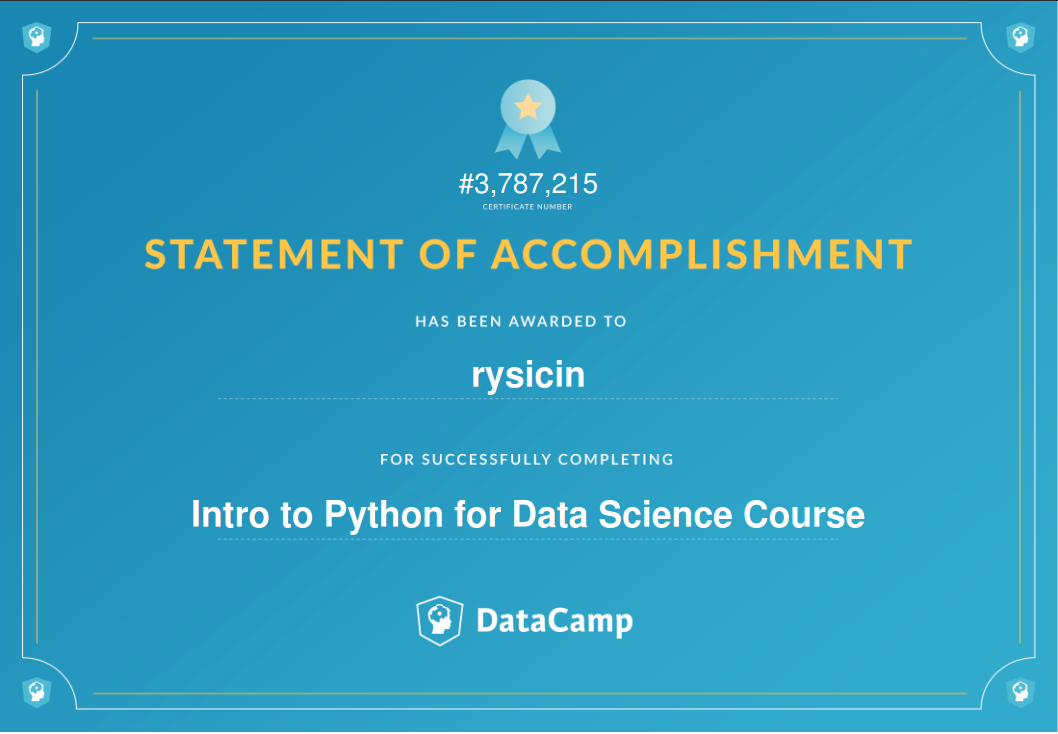 #3,787,215
CERTIFICATE NUMBER
STATEMENT OF ACCOMPLISHMENT
HAS BEEN AWARDED TO
rysicin
FOR SUCCESSFULLY COMPLETING
Intro to Python for Data Science Course
DataCamp